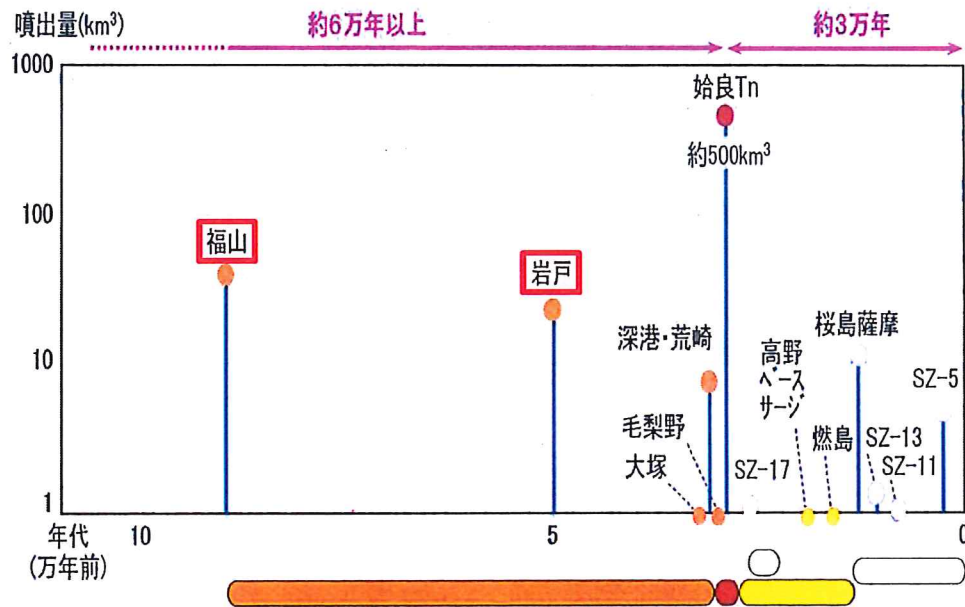 噴出量(km³)
約6万年以上
約3万年
1000
姶良Tn
約500km³
100
福山
岩戸
桜島薩摩
深港・荒崎
高野
ベース
サージ
10
SZ-5
毛梨野
燃島
SZ-13
大塚
SZ-17
SZ-11
1
年代
(万年前)
10
5
0